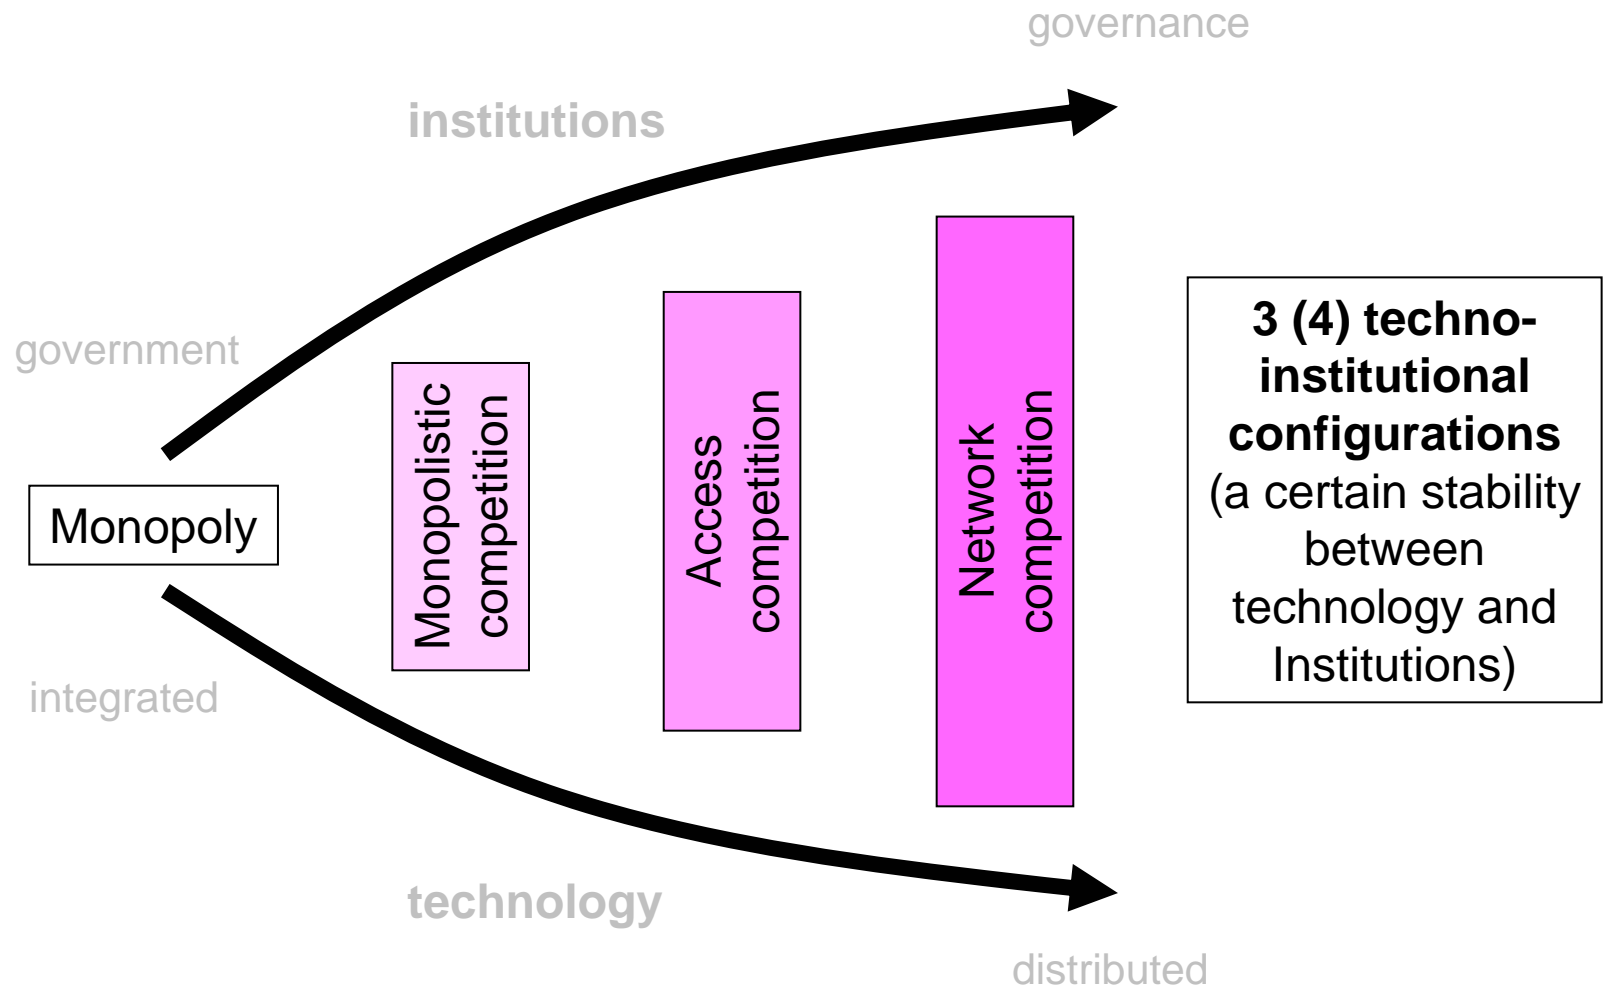 governance
institutions
government
Monopoly
integrated
technology
distributed
Monopolistic
competition
Access
competition
Network
competition
3 (4) techno-
institutional
configurations
(a certain stability
between
technology and
Institutions)